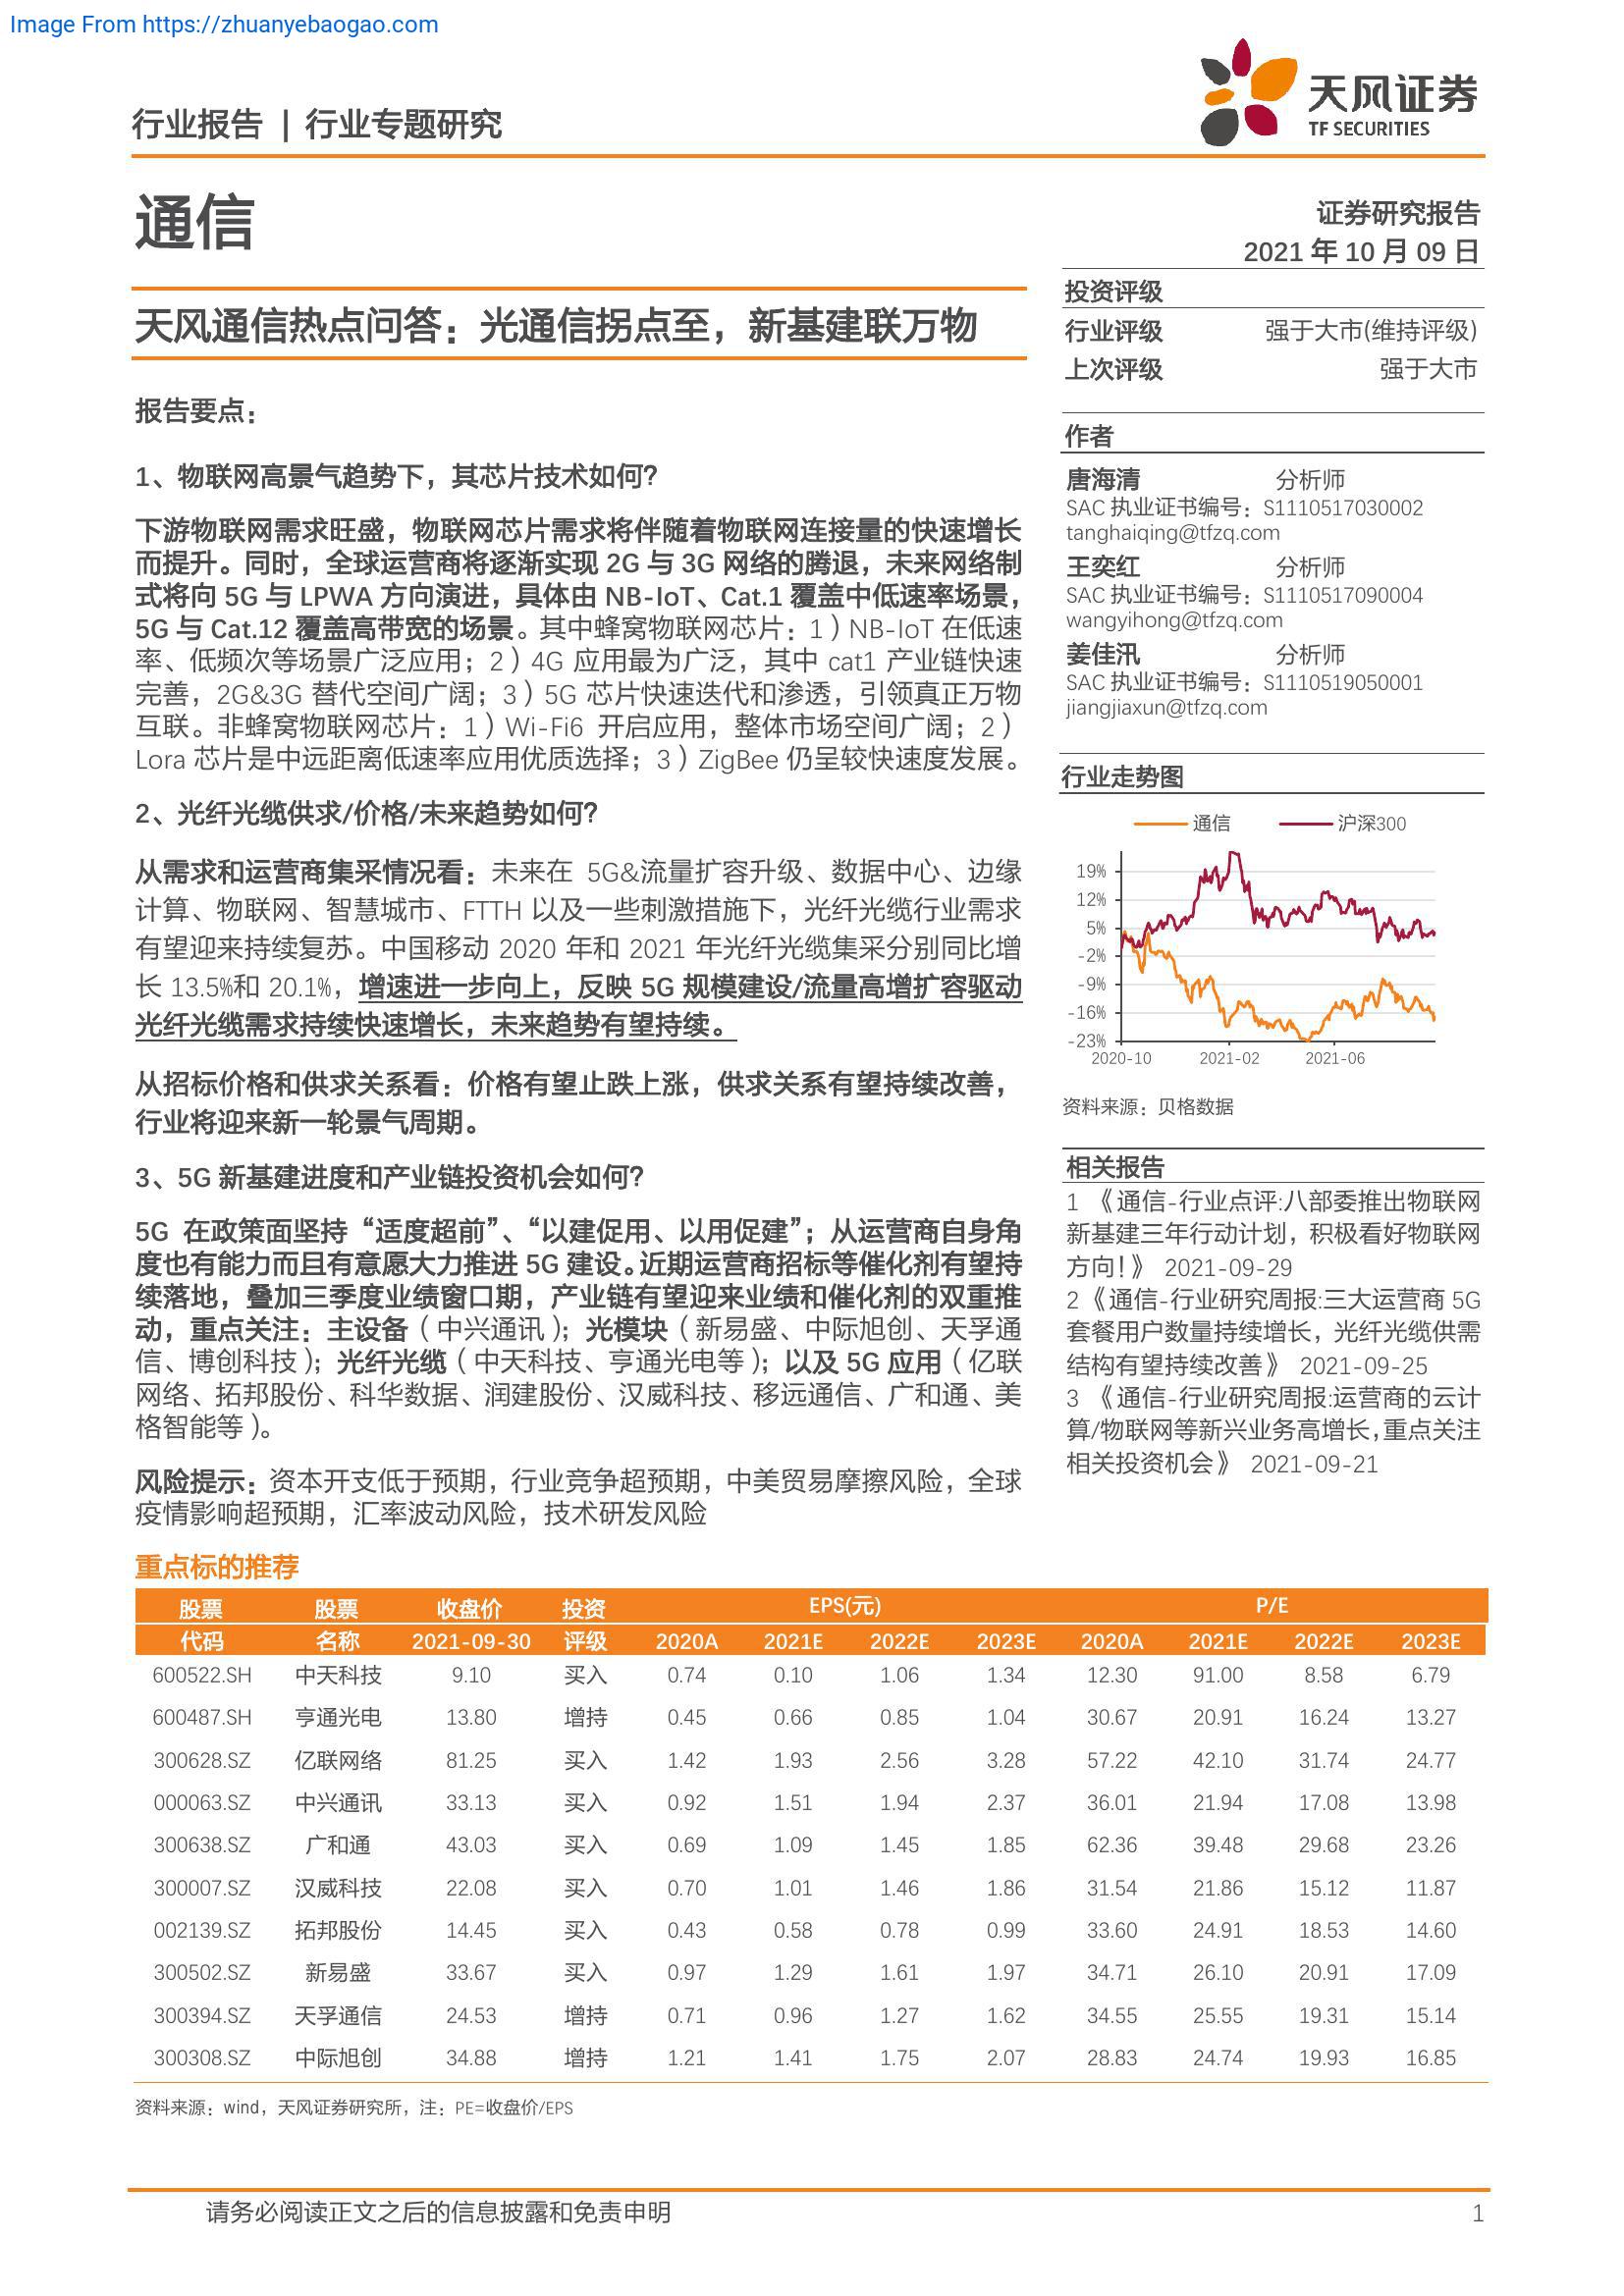 Image From https://zhuanyebaogao.com
行业报告 | 行业专题研究
天风证券
TF SECURITIES
通信
证券研究报告
2021 年 10 月 09 日
天风通信热点问答：光通信拐点至，新基建联万物
报告要点：
1、物联网高景气趋势下，其芯片技术如何？
下游物联网需求旺盛，物联网芯片需求将伴随着物联网连接量的快速增长
而提升。同时，全球运营商将逐渐实现 2G 与 3G 网络的腾退，未来网络制
式将向 5G 与 LPWA 方向演进，具体由 NB-IoT、Cat.1 覆盖中低速率场景，
5G 与 Cat.12 覆盖高带宽的场景。其中蜂窝物联网芯片：1）NB-IoT 在低速
率、低频次等场景广泛应用；2）4G 应用最为广泛，其中 cat1 产业链快速
完善，2G&3G 替代空间广阔；3）5G 芯片快速迭代和渗透，引领真正万物
互联。非蜂窝物联网芯片：1）Wi-Fi6 开启应用，整体市场空间广阔；2）
Lora 芯片是中远距离低速率应用优质选择；3）ZigBee 仍呈较快速度发展。
2、光纤光缆供求/价格/未来趋势如何？
从需求和运营商集采情况看：未来在 5G&流量扩容升级、数据中心、边缘
计算、物联网、智慧城市、FTTH 以及一些刺激措施下，光纤光缆行业需求
有望迎来持续复苏。中国移动 2020 年和 2021 年光纤光缆集采分别同比增
长 13.5%和 20.1%，增速进一步向上，反映 5G 规模建设/流量高增扩容驱动
光纤光缆需求持续快速增长，未来趋势有望持续。
从招标价格和供求关系看：价格有望止跌上涨，供求关系有望持续改善，
行业将迎来新一轮景气周期。
3、5G 新基建进度和产业链投资机会如何？
5G 在政策面坚持“适度超前”、“以建促用、以用促建”；从运营商自身角
度也有能力而且有意愿大力推进 5G 建设。近期运营商招标等催化剂有望持
续落地，叠加三季度业绩窗口期，产业链有望迎来业绩和催化剂的双重推
动，重点关注：主设备（中兴通讯）；光模块（新易盛、中际旭创、天孚通
信、博创科技）；光纤光缆（中天科技、亨通光电等）；以及 5G 应用（亿联
网络、拓邦股份、科华数据、润建股份、汉威科技、移远通信、广和通、美
格智能等）。
风险提示：资本开支低于预期，行业竞争超预期，中美贸易摩擦风险，全球
疫情影响超预期，汇率波动风险，技术研发风险
投资评级
行业评级 强于大市(维持评级)
上次评级 强于大市
作者
唐海清 分析师
SAC 执业证书编号：S1110517030002
tanghaiqing@tfzq.com
王奕红 分析师
SAC 执业证书编号：S1110517090004
wangyihong@tfzq.com
姜佳汛 分析师
SAC 执业证书编号：S1110519050001
jiangjiaxun@tfzq.com
行业走势图
通信 沪深300
19%
12%
5%
-2%
-9%
-16%
-23%
2020-10 2021-02 2021-06
资料来源：贝格数据
相关报告
1 《通信-行业点评:八部委推出物联网
新基建三年行动计划，积极看好物联网
方向！》 2021-09-29
2 《通信-行业研究周报:三大运营商 5G
套餐用户数量持续增长，光纤光缆供需
结构有望持续改善》 2021-09-25
3 《通信-行业研究周报:运营商的云计
算/物联网等新兴业务高增长，重点关注
相关投资机会》 2021-09-21
重点标的推荐
股票 股票 收盘价 投资 EPS(元) P/E
代码 名称 2021-09-30 评级 2020A 2021E 2022E 2023E 2020A 2021E 2022E 2023E
600522.SH 中天科技 9.10 买入 0.74 0.10 1.06 1.34 12.30 91.00 8.58 6.79
600487.SH 亨通光电 13.80 增持 0.45 0.66 0.85 1.04 30.67 20.91 16.24 13.27
300628.SZ 亿联网络 81.25 买入 1.42 1.93 2.56 3.28 57.22 42.10 31.74 24.77
000063.SZ 中兴通讯 33.13 买入 0.92 1.51 1.94 2.37 36.01 21.94 17.08 13.98
300638.SZ 广和通 43.03 买入 0.69 1.09 1.45 1.85 62.36 39.48 29.68 23.26
300007.SZ 汉威科技 22.08 买入 0.70 1.01 1.46 1.86 31.54 21.86 15.12 11.87
002139.SZ 拓邦股份 14.45 买入 0.43 0.58 0.78 0.99 33.60 24.91 18.53 14.60
300502.SZ 新易盛 33.67 买入 0.97 1.29 1.61 1.97 34.71 26.10 20.91 17.09
300394.SZ 天孚通信 24.53 增持 0.71 0.96 1.27 1.62 34.55 25.55 19.31 15.14
300308.SZ 中际旭创 34.88 增持 1.21 1.41 1.75 2.07 28.83 24.74 19.93 16.85
资料来源：wind，天风证券研究所，注：PE=收盘价/EPS
请务必阅读正文之后的信息披露和免责申明 1